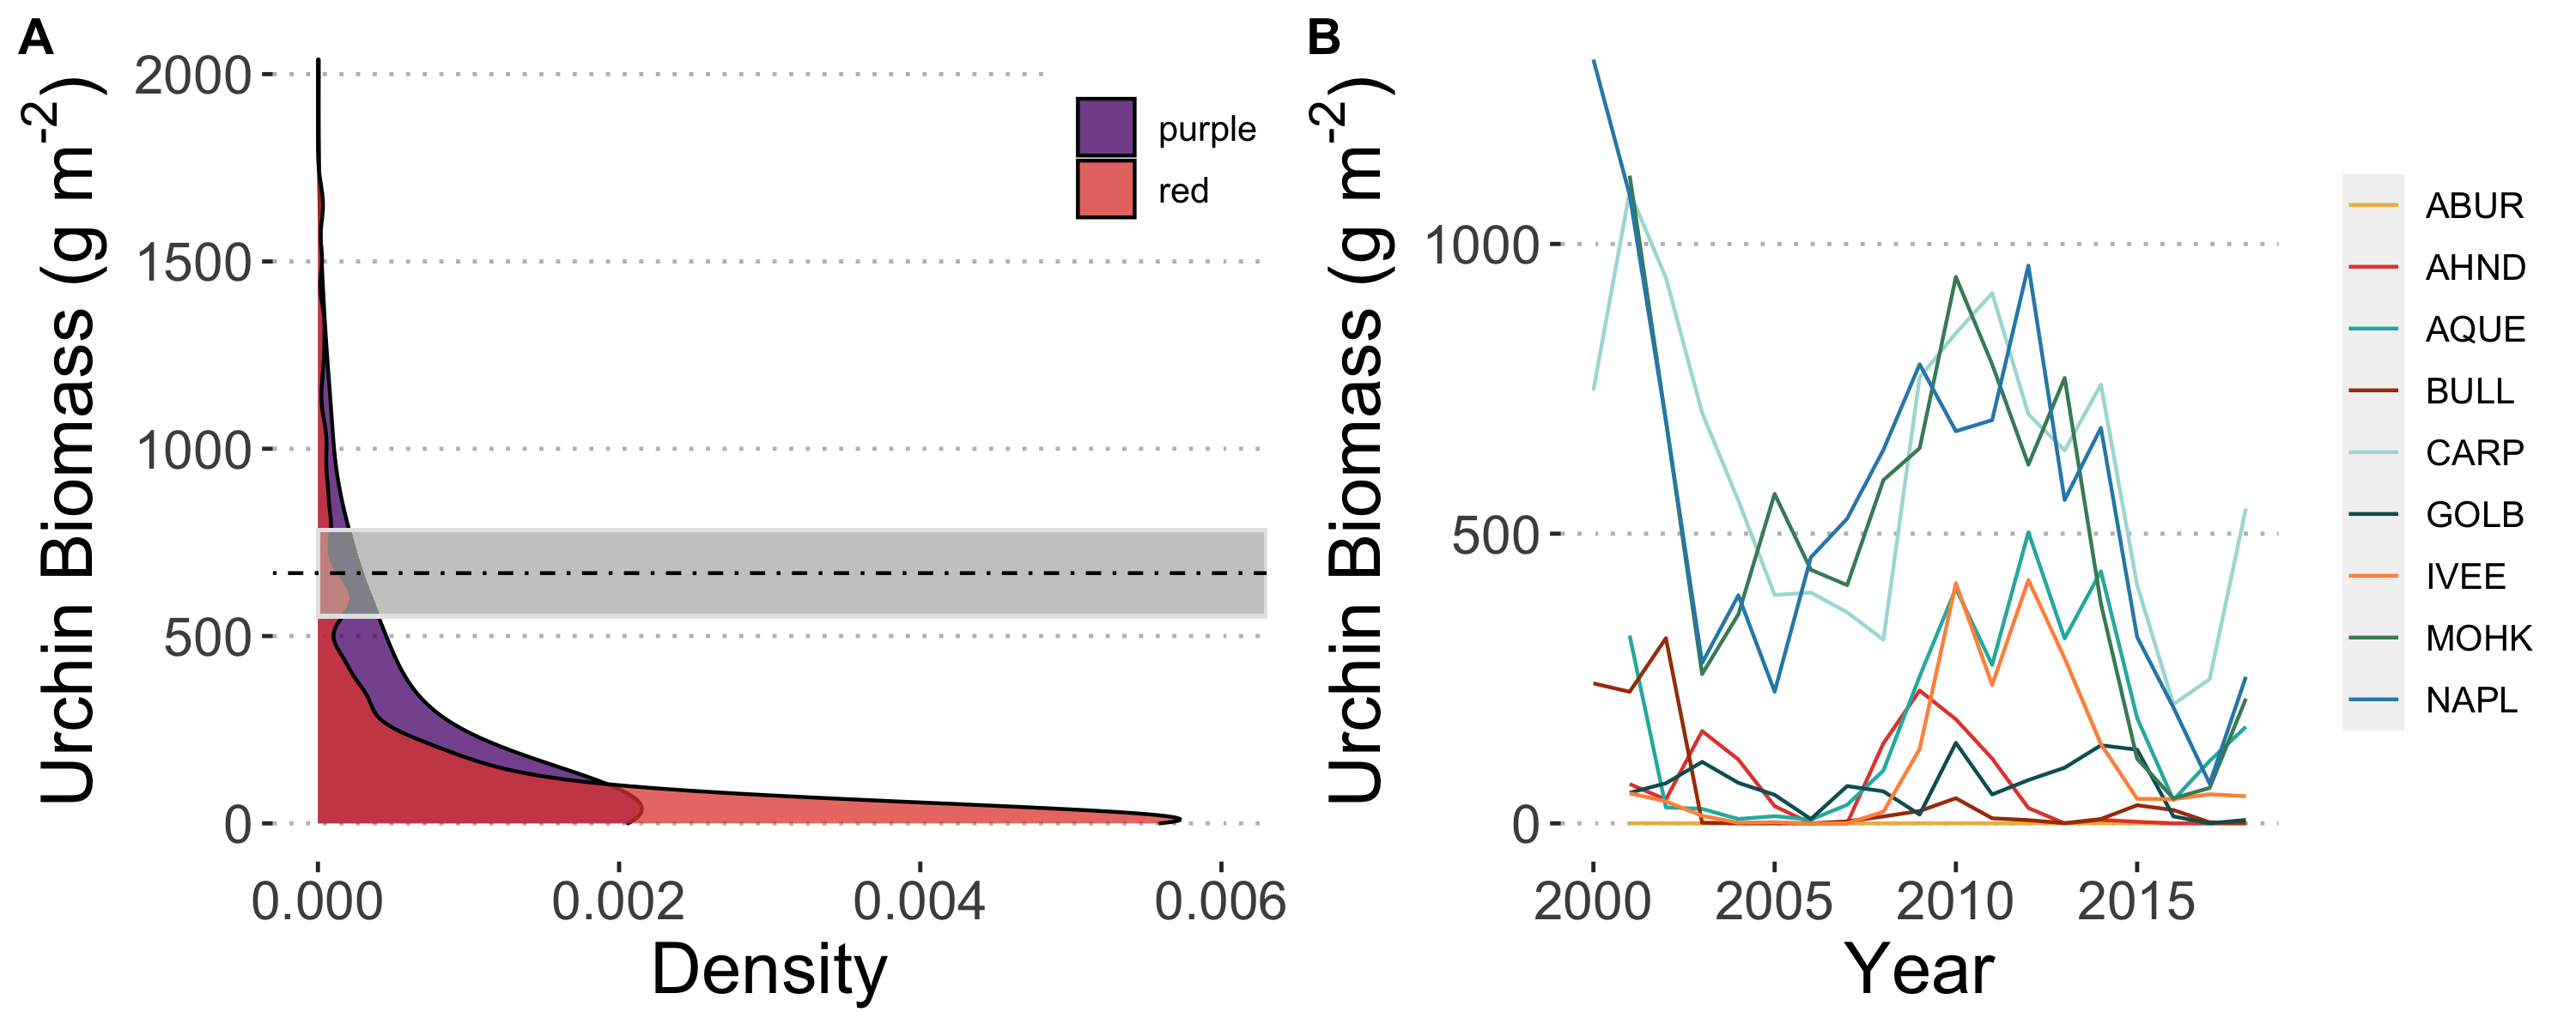 A
Urchin Biomass (g m-2)
2000
1500
1000
500
0
0.000 0.002 0.004 0.006
Density
purple
red
B
Urchin Biomass (g m-2)
1000
500
0
2000 2005 2010 2015
Year
ABUR
AHND
AQUE
BULL
CARP
GOLB
IVEE
MOHK
NAPL